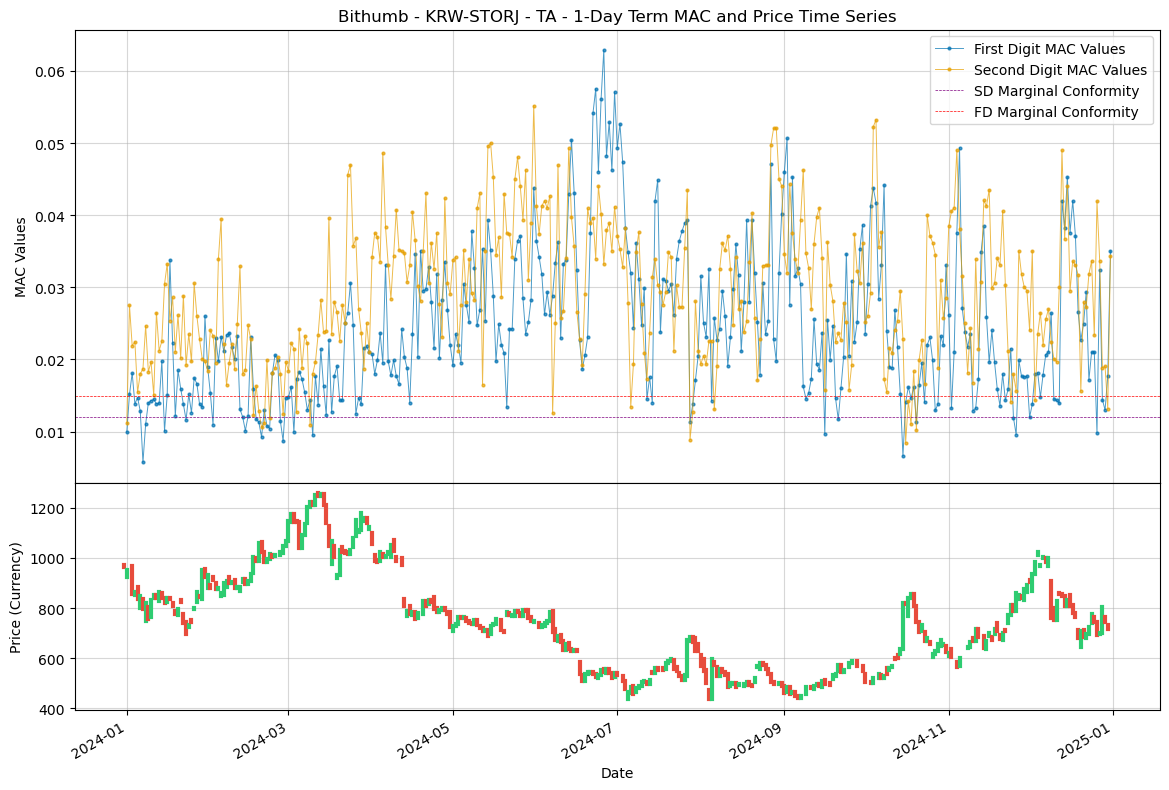 Bithumb - KRW-STORJ - TA - 1-Day Term MAC and Price Time Series
First Digit MAC Values
Second Digit MAC Values
SD Marginal Conformity
FD Marginal Conformity
0.06
0.05
0.04
0.03
0.02
0.01
MAC Values
1200
1000
800
600
400
Price (Currency)
2024-01
2024-03
2024-05
2024-07
2024-09
2024-11
2025-01
Date